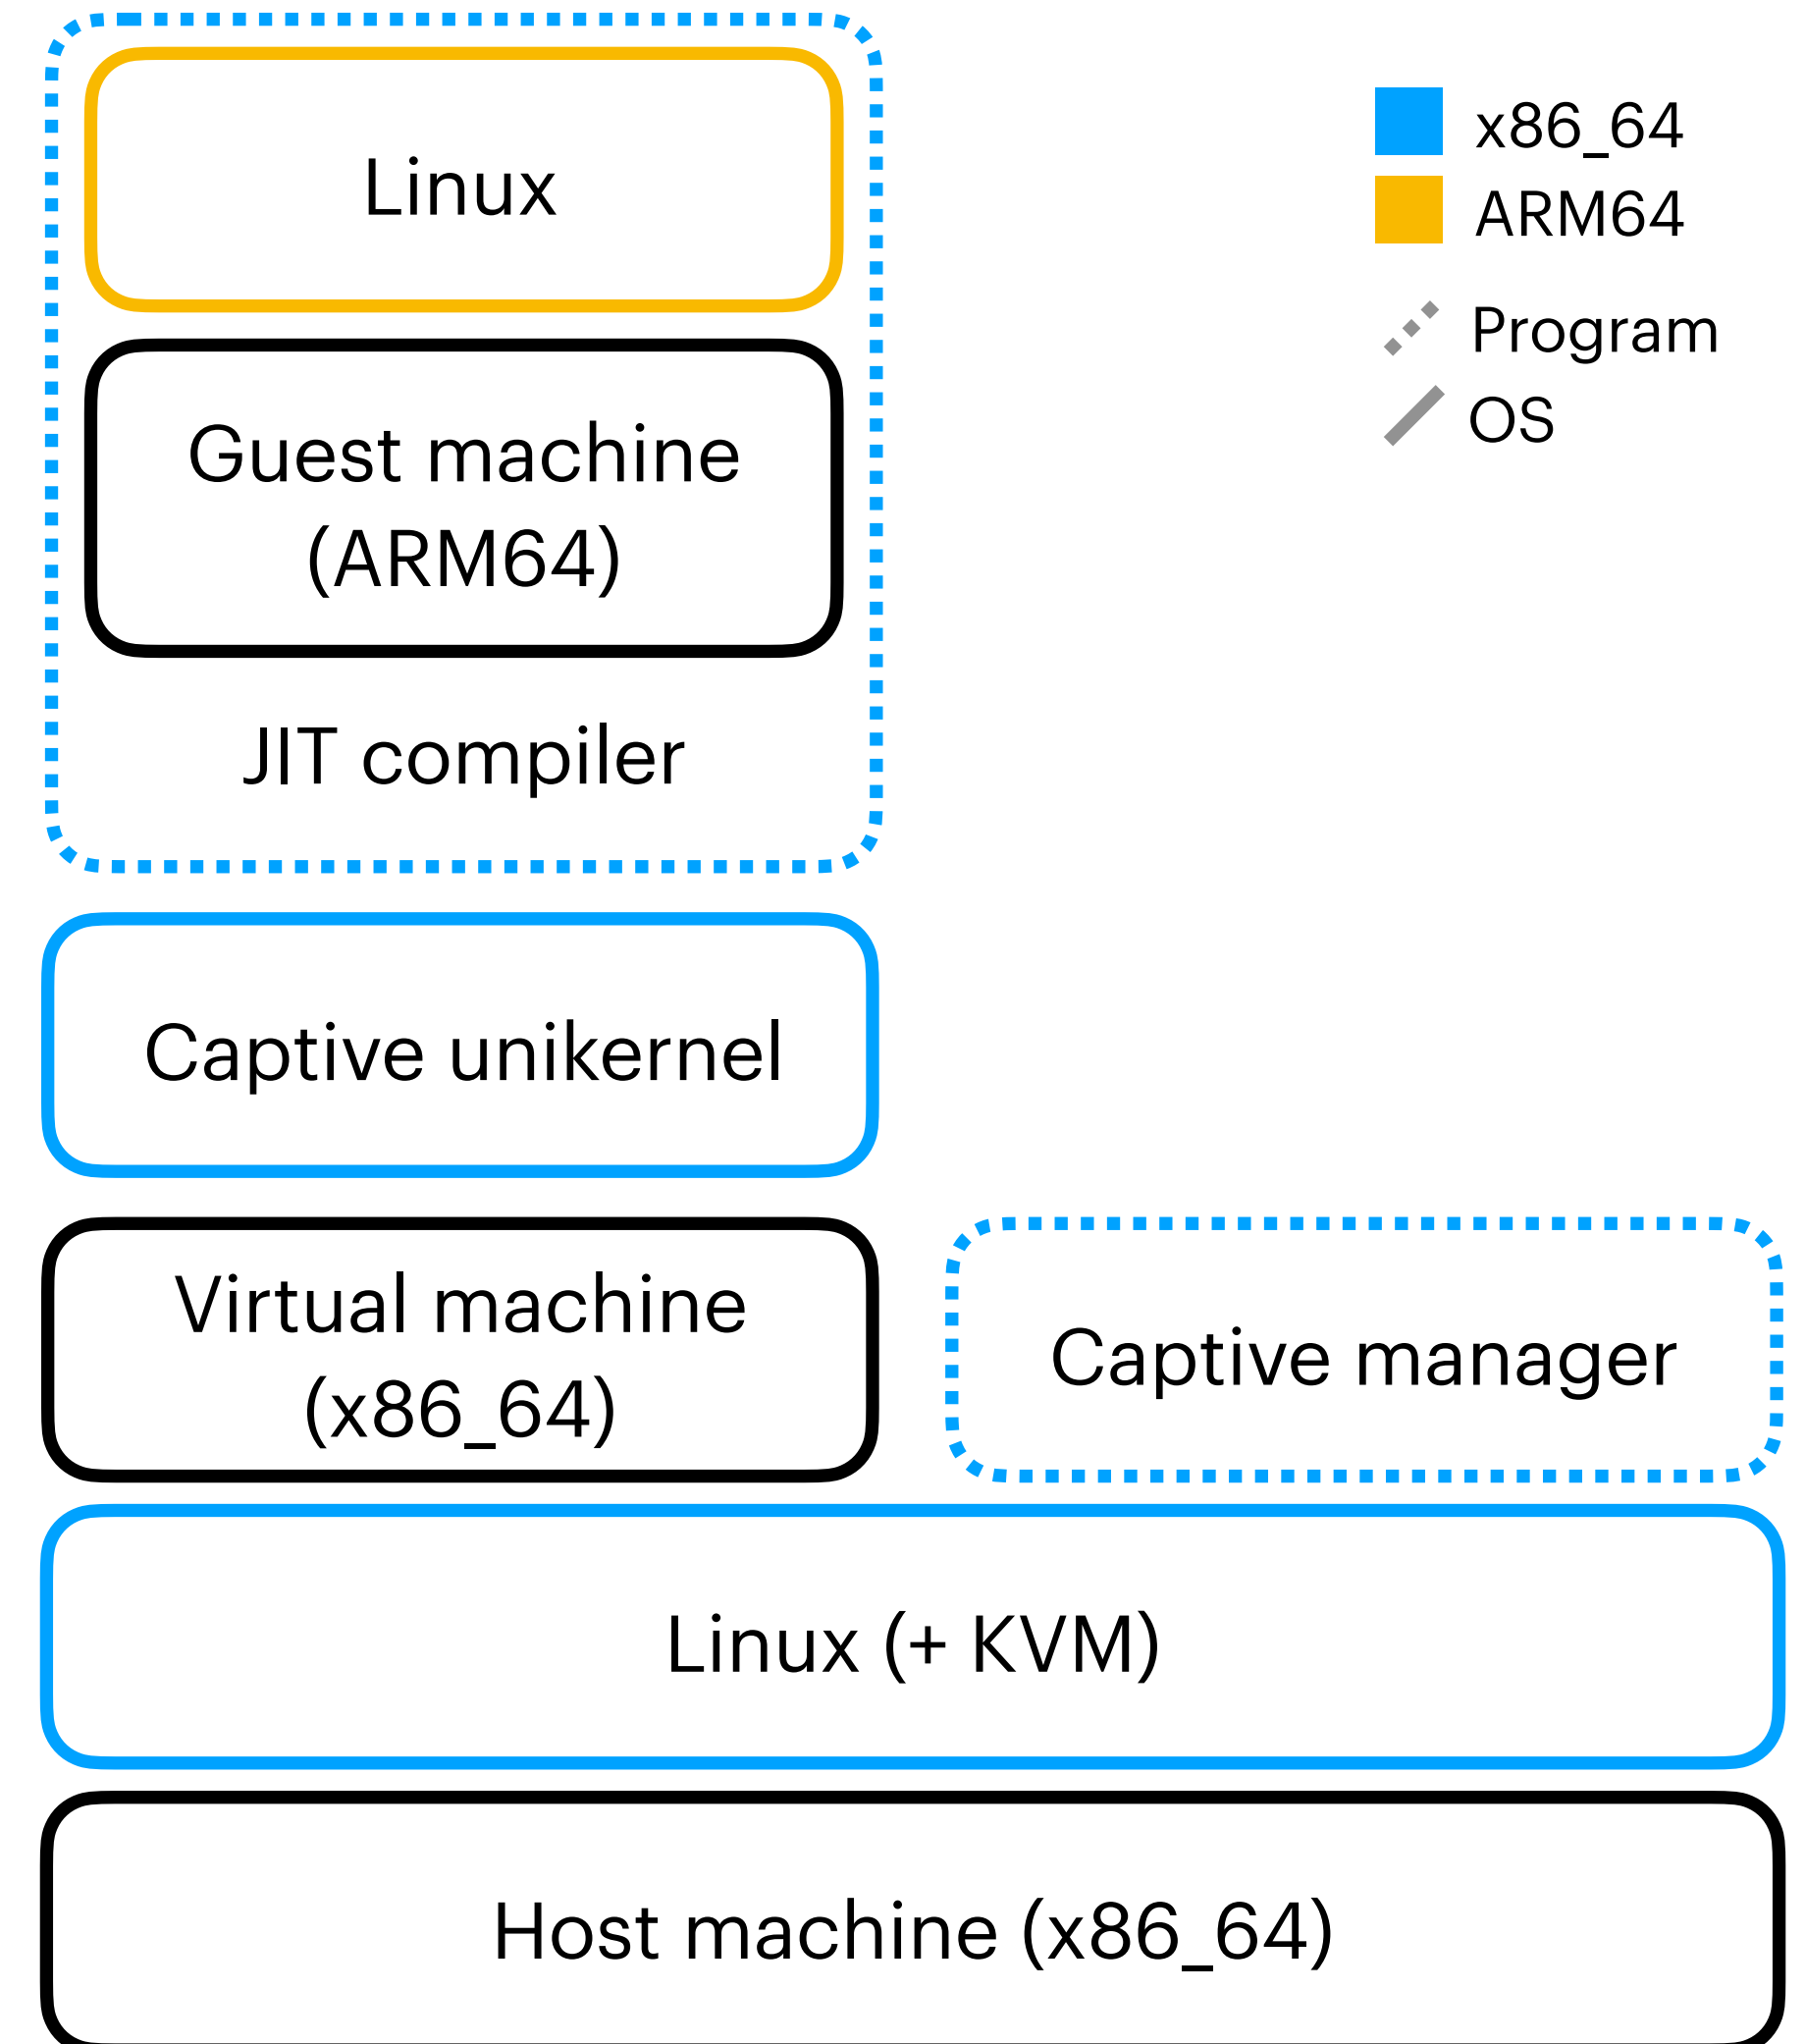 Linux
Guest machine
(ARM64)
JIT compiler
Captive unikernel
Virtual machine
(x86_64)
Captive manager
Linux (+ KVM)
Host machine (x86_64)
x86_64
ARM64
Program
OS